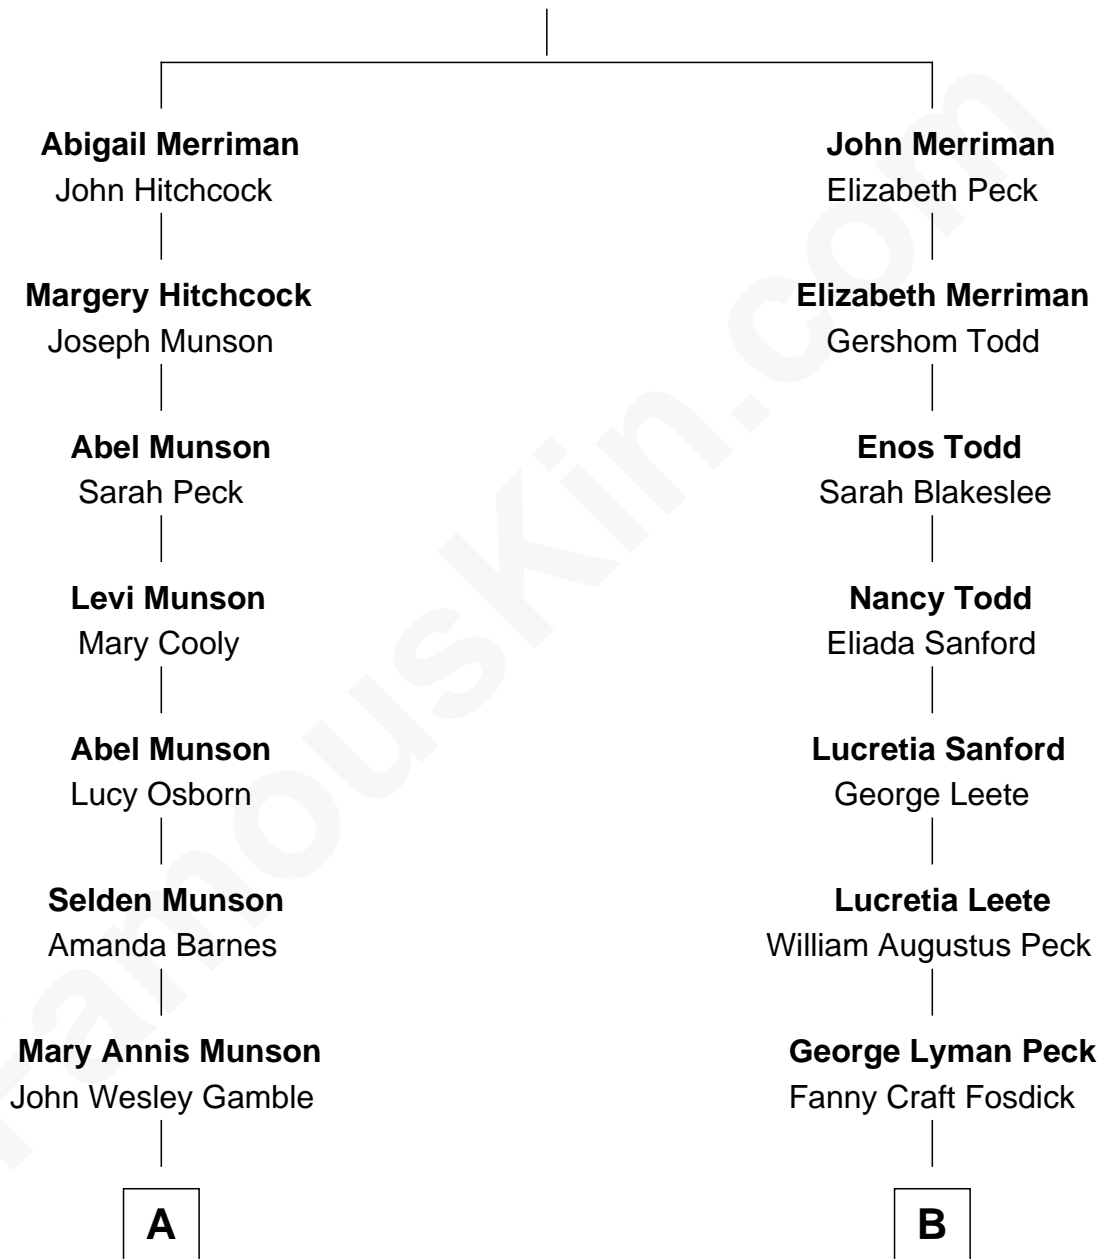 Abigail Merriman
John Hitchcock
Margery Hitchcock
Joseph Munson
Abel Munson
Sarah Peck
Levi Munson
Mary Cooly
Abel Munson
Lucy Osborn
Selden Munson
Amanda Barnes
Mary Annis Munson
John Wesley Gamble
A
John Merriman
Elizabeth Peck
Elizabeth Merriman
Gershom Todd
Enos Todd
Sarah Blakeslee
Nancy Todd
Eliada Sanford
Lucretia Sanford
George Leete
Lucretia Leete
William Augustus Peck
George Lyman Peck
Fanny Craft Fosdick
B
FamousKin.com